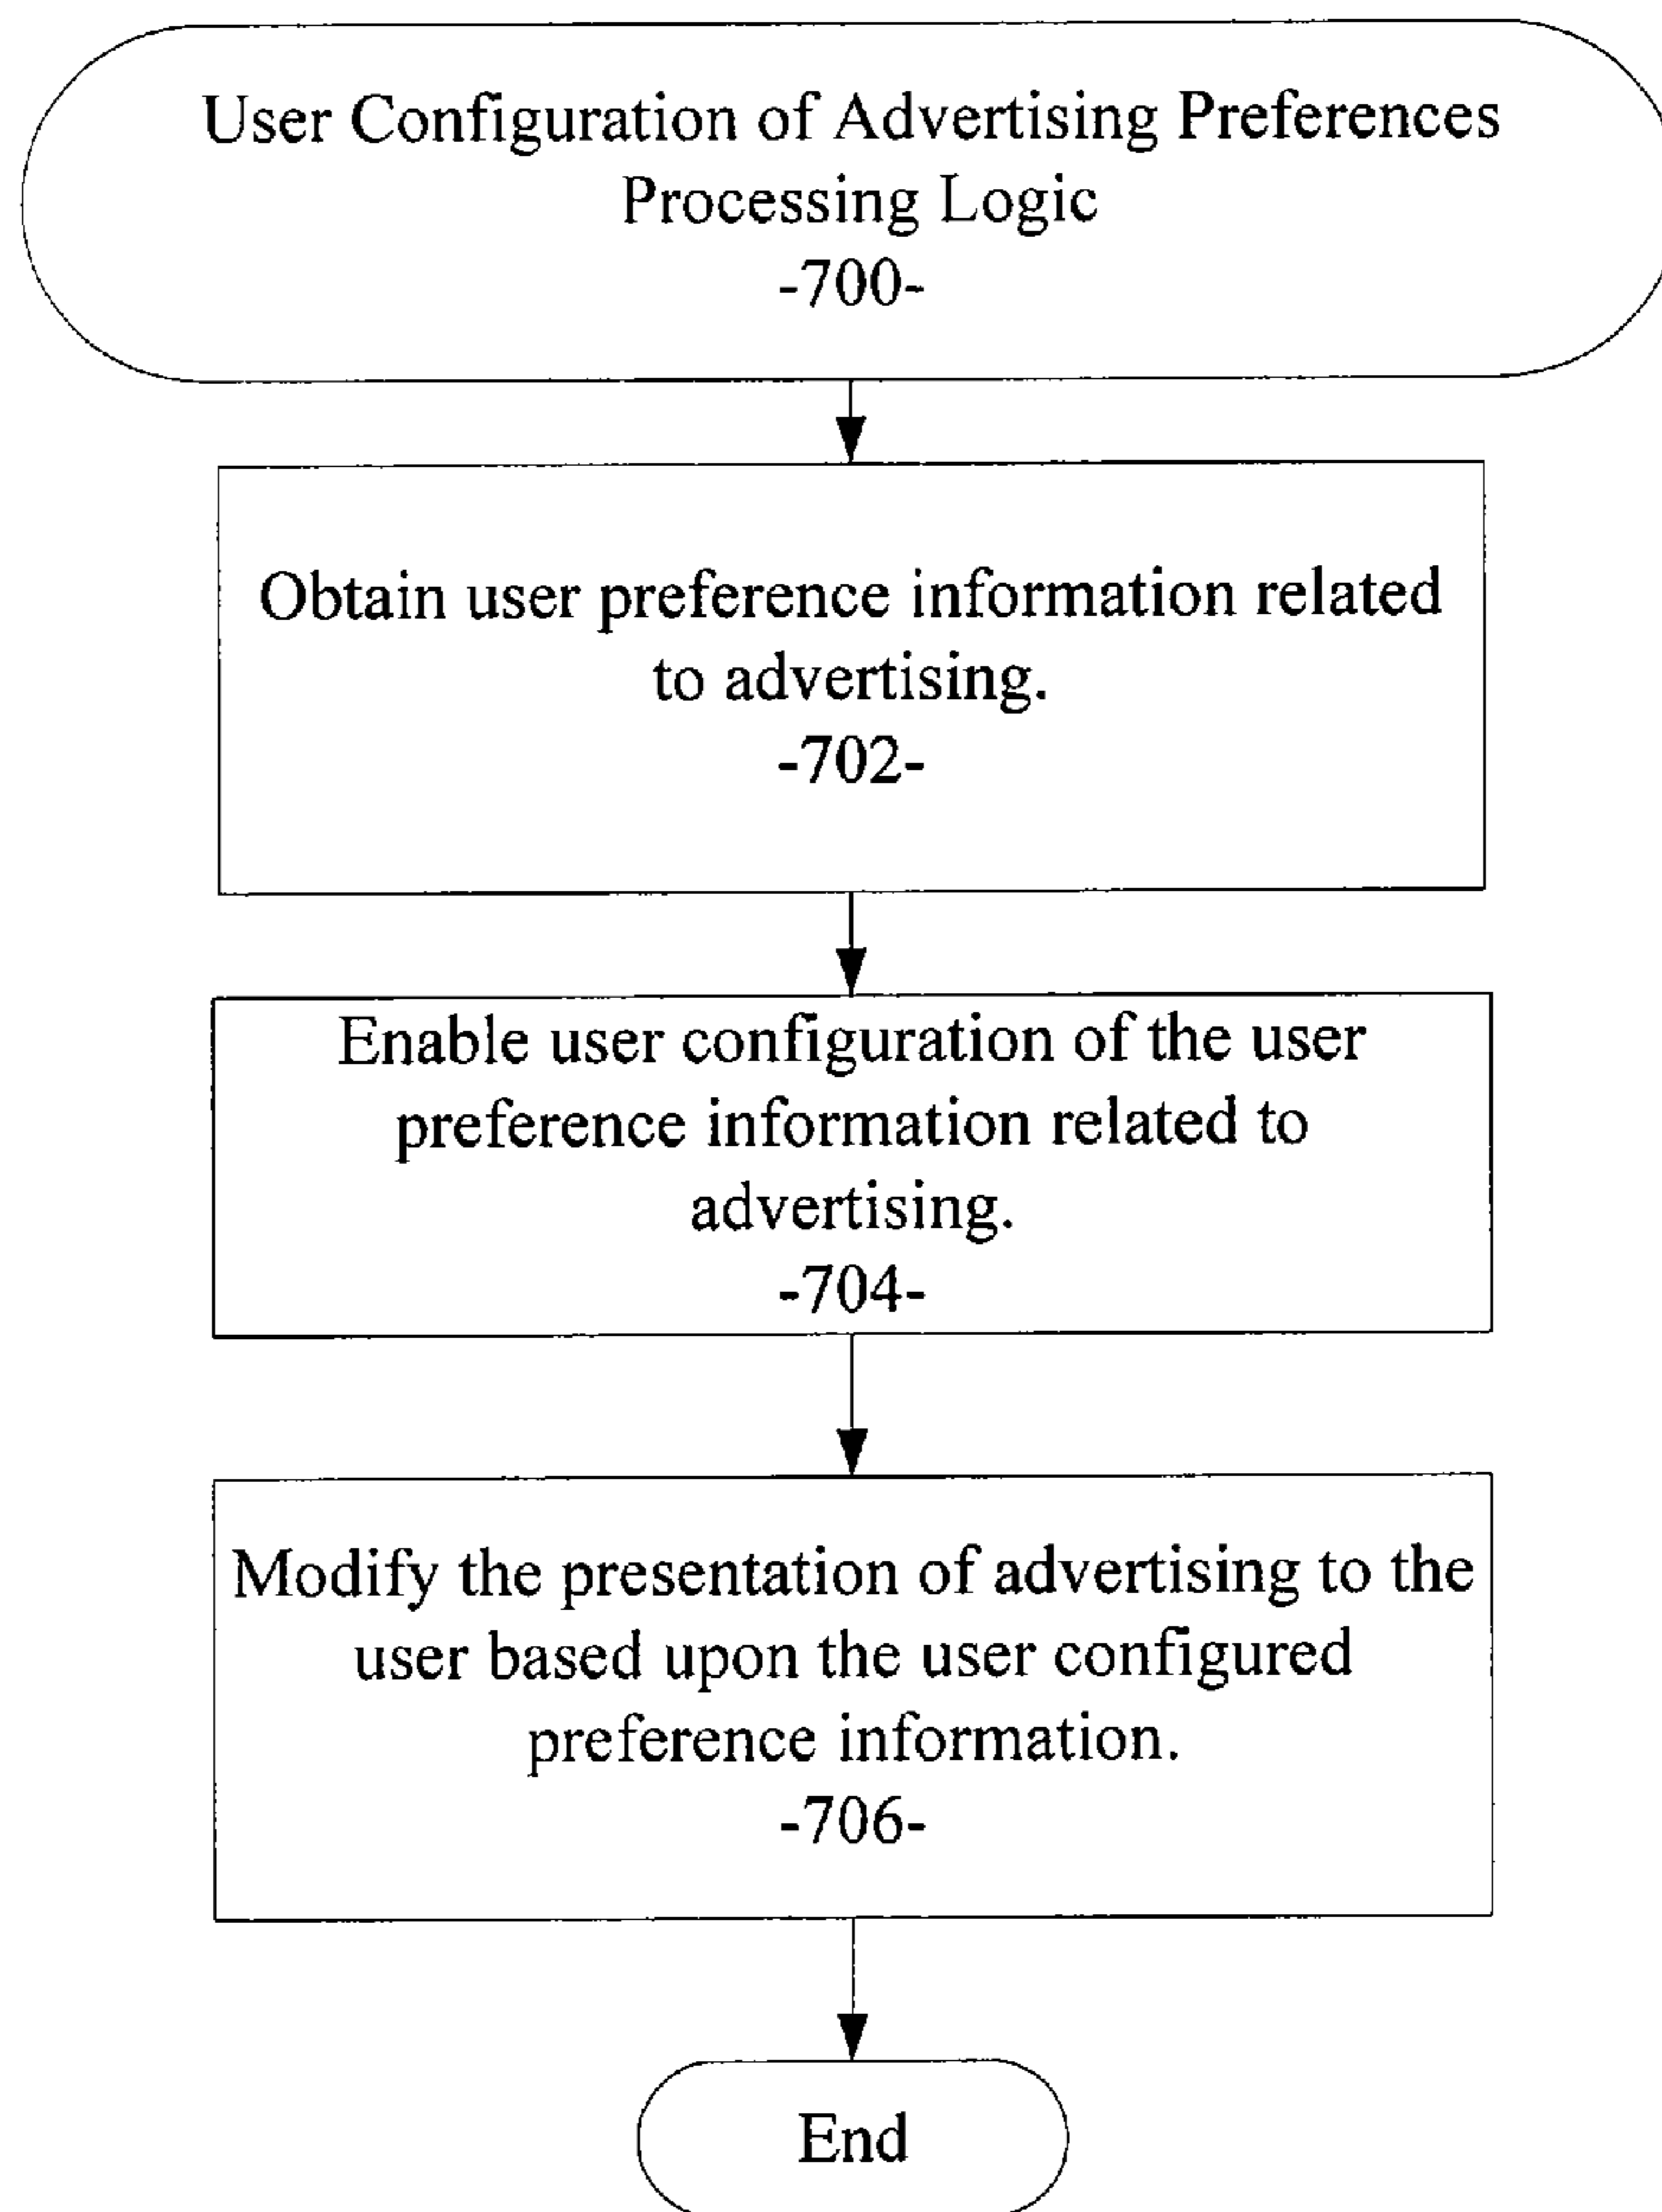 User Configuration of Advertising Preferences
Processing Logic
-700-
Obtain user preference information related
to advertising.
-702-
Enable user configuration of the user
preference information related to
advertising.
-704-
Modify the presentation of advertising to the
user based upon the user configured
preference information.
-706-
End